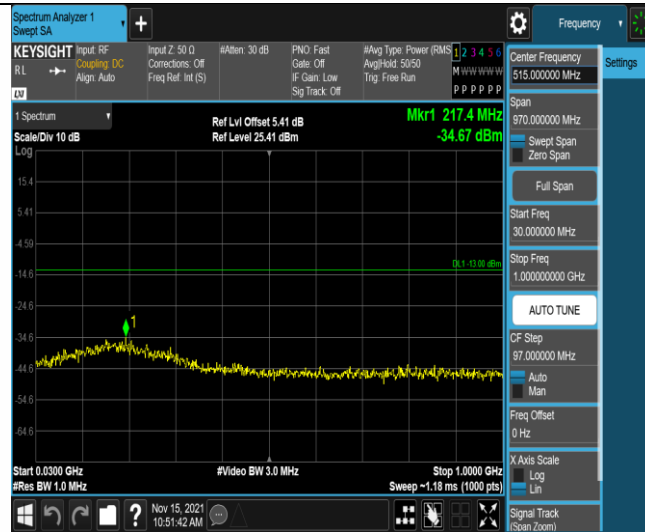 Spectrum Analyzer 1
Swept SA
Frequency
KEYSIGHT
RL
LXI
Input: RF
Coupling: DC
Align: Auto
Input Z: 50 Ω
Corrections: Off
Freq Ref: Int (S)
#Atten: 30 dB
PNO: Fast
Gate: Off
IF Gain: Low
Sig Track: Off
#Avg Type: Power (RMS
Avg|Hold: 50/50
Trig: Free Run
1 2 3 4 5 6
M W W W W W
P P P P P P
Center Frequency
515.000000 MHz
Settings
Span
970.000000 MHz
Swept Span
Zero Span
Full Span
Start Freq
30.000000 MHz
Stop Freq
1.00000000 GHz
AUTO TUNE
CF Step
97.000000 MHz
Auto
Man
Freq Offset
0 Hz
X Axis Scale
Log
Lin
Signal Track
(Span Zoom)
1 Spectrum
Scale/Div 10 dB
Log
Ref Lvl Offset 5.41 dB
Ref Level 25.41 dBm
Mkr1 217.4 MHz
-34.67 dBm
15.4
5.41
-4.59
DL1 -13.00 dBm
-14.6
-24.6
1
-34.6
-44.6
-54.6
-64.6
Start 0.0300 GHz
#Res BW 1.0 MHz
#Video BW 3.0 MHz
Stop 1.0000 GHz
Sweep ~1.18 ms (1000 pts)
?
Nov 15, 2021
10:51:42 AM